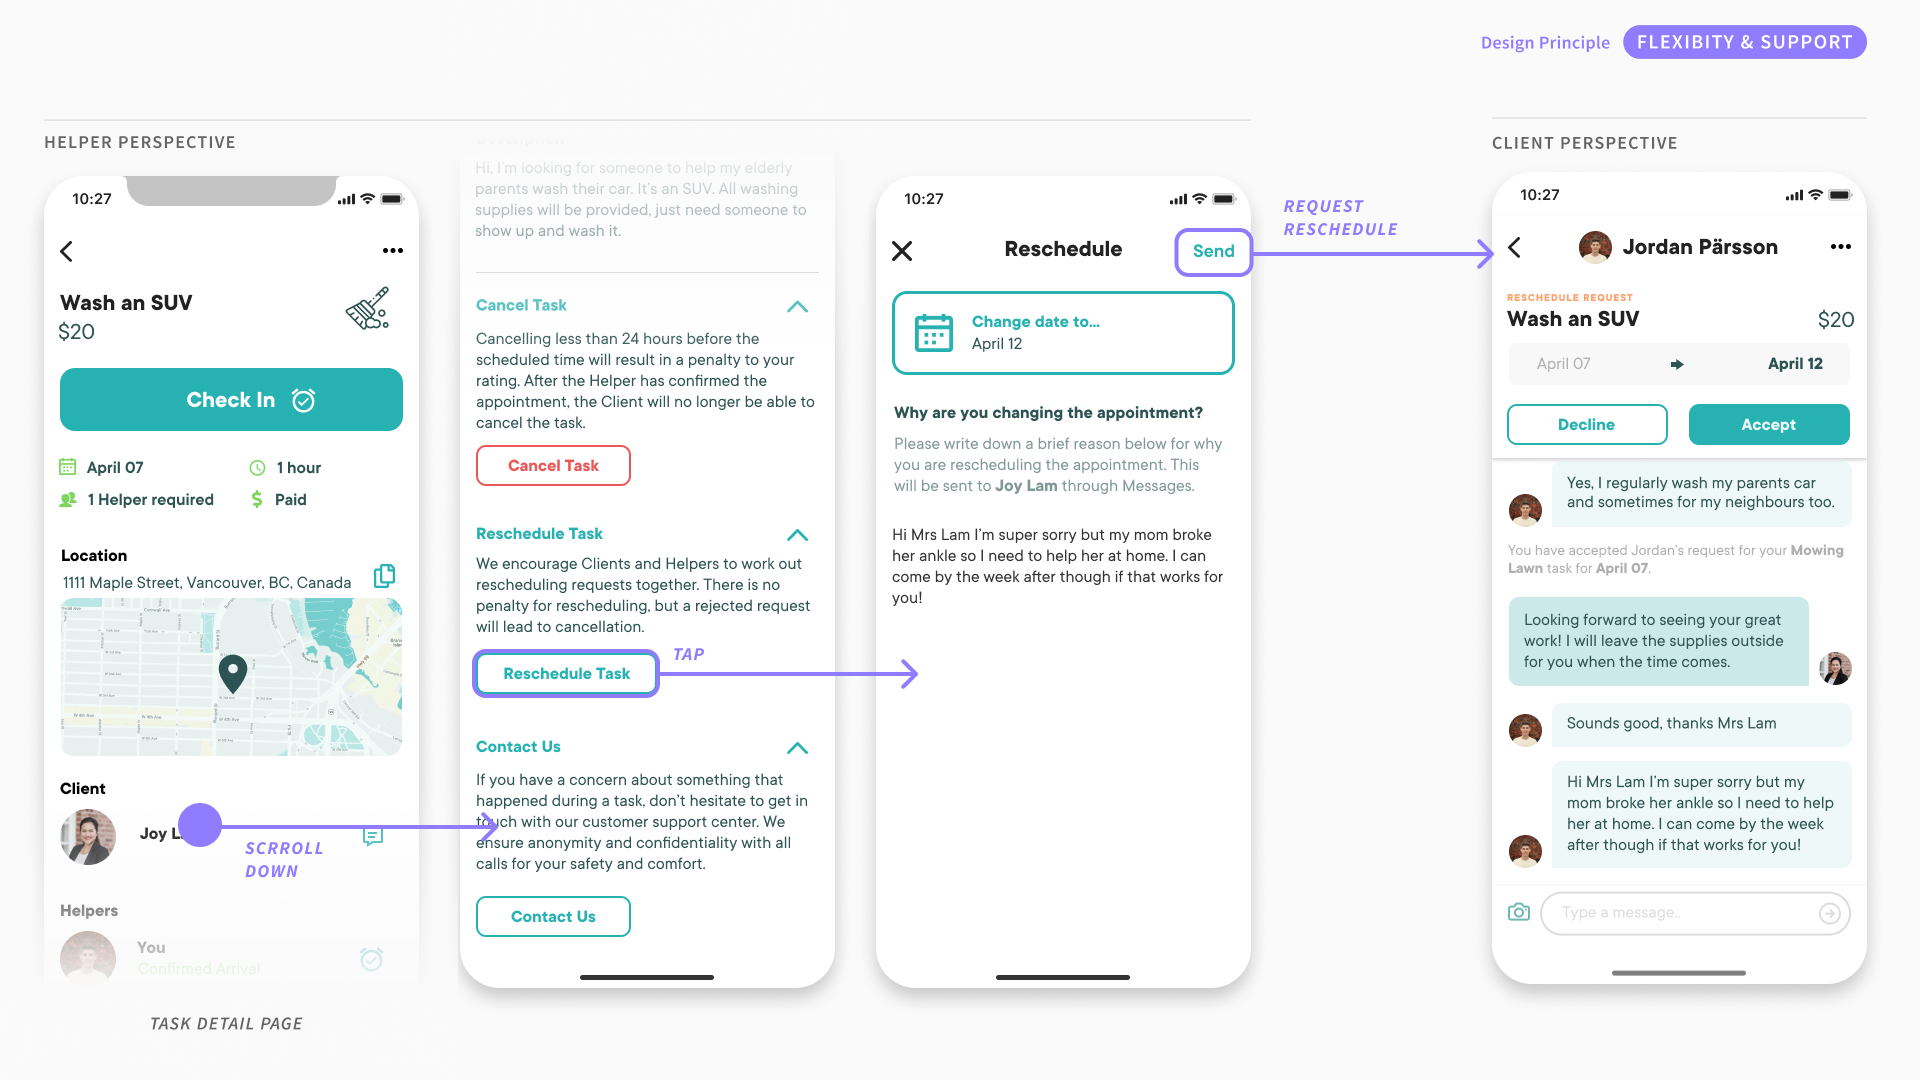 Design Principle FLEXIBITY & SUPPORT
HELPER PERSPECTIVE
10:27
Wash an SUV
$20
Check In
April 07
1 hour
1 Helper required
Paid
Location
1111 Maple Street, Vancouver, BC, Canada
Client
Joy L
SCRROLL
DOWN
Helpers
You
Confirmed Arrival
TASK DETAIL PAGE
Description
Hi, I'm looking for someone to help my elderly
parents wash their car. It's an SUV. All washing
supplies will be provided, just need someone to
show up and wash it.
Cancel Task
Cancelling less than 24 hours before the
scheduled time will result in a penalty to your
rating. After the Helper has confirmed the
appointment, the Client will no longer be able to
cancel the task.
Cancel Task
Reschedule Task
We encourage Clients and Helpers to work out
rescheduling requests together. There is no
penalty for rescheduling, but a rejected request
will lead to cancellation.
Reschedule Task
TAP
Contact Us
If you have a concern about something that
happened during a task, don't hesitate to get in
touch with our customer support center. We
ensure anonymity and confidentiality with all
calls for your safety and comfort.
Contact Us
10:27
Reschedule
Send
Change date to...
April 12
Why are you changing the appointment?
Please write down a brief reason below for why
you are rescheduling the appointment. This
will be sent to Joy Lam through Messages.
Hi Mrs Lam I'm super sorry but my mom broke
her ankle so I need to help her at home. I can
come by the week after though if that works for
you!
REQUEST
RESCHEDULE
CLIENT PERSPECTIVE
10:27
Jordan Pärsson
RESCHEDULE REQUEST
Wash an SUV
$20
April 07
April 12
Decline
Accept
Yes, I regularly wash my parents car
and sometimes for my neighbours too.
You have accepted Jordan's request for your Mowing
Lawn task for April 07.
Looking forward to seeing your great
work! I will leave the supplies outside
for you when the time comes.
Sounds good, thanks Mrs Lam
Hi Mrs Lam I'm super sorry but my
mom broke her ankle so I need to help
her at home. I can come by the week
after though if that works for you!
Type a message..